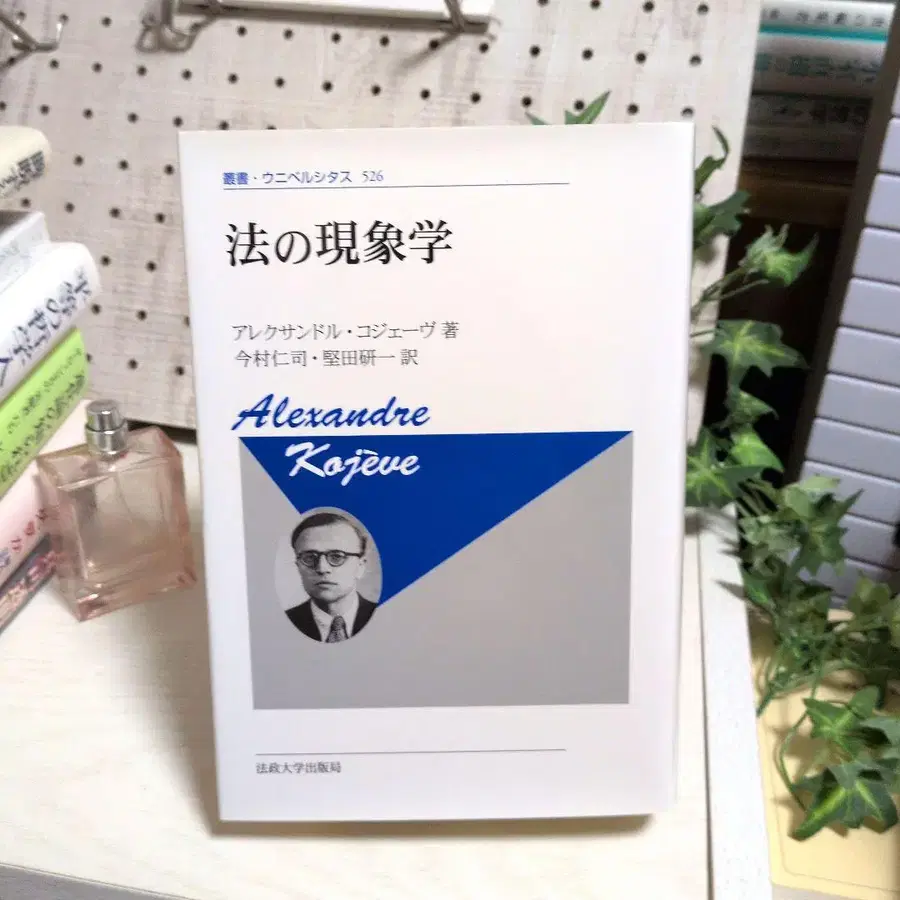 叢書・ウニベルシタス 526
法の現象学
アレクサンドル・コジェーヴ 著
今村仁司・堅田研一 訳
Alexandre
Kojève
法政大学出版局